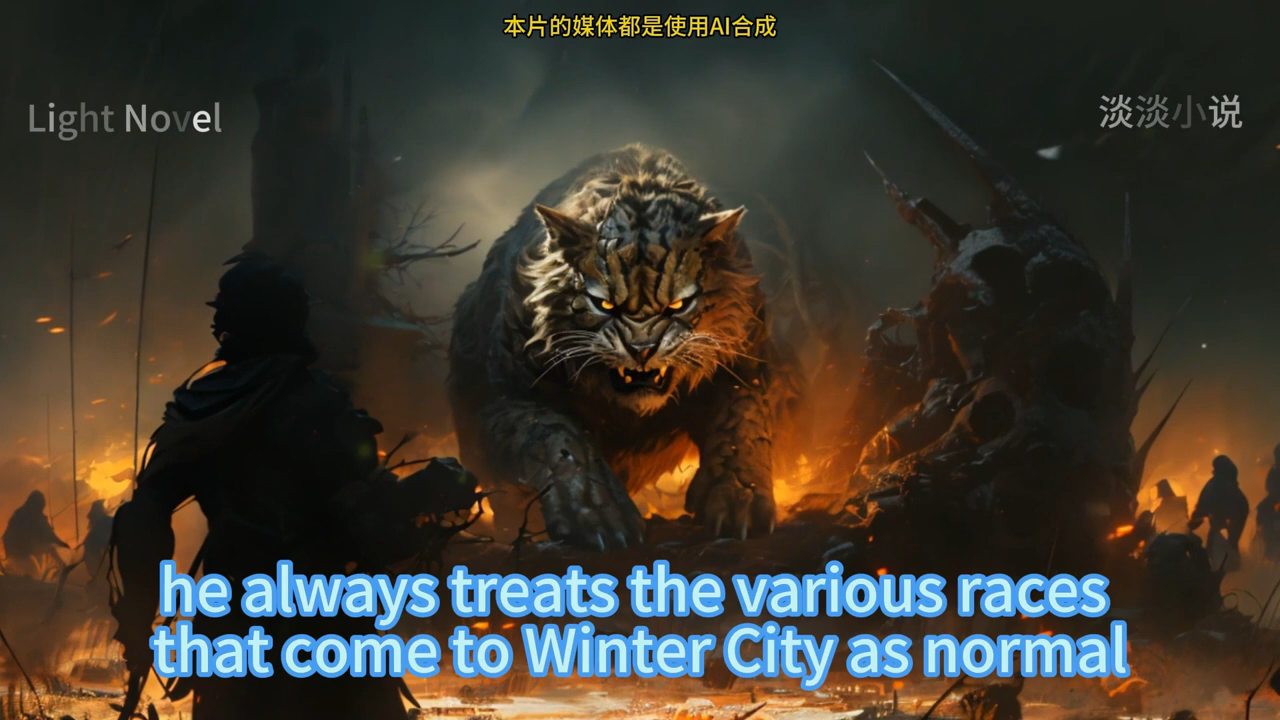 本片的媒体都是使用AI合成
Light Novel
淡淡小说
he always treats the various races
that come to Winter City as normal